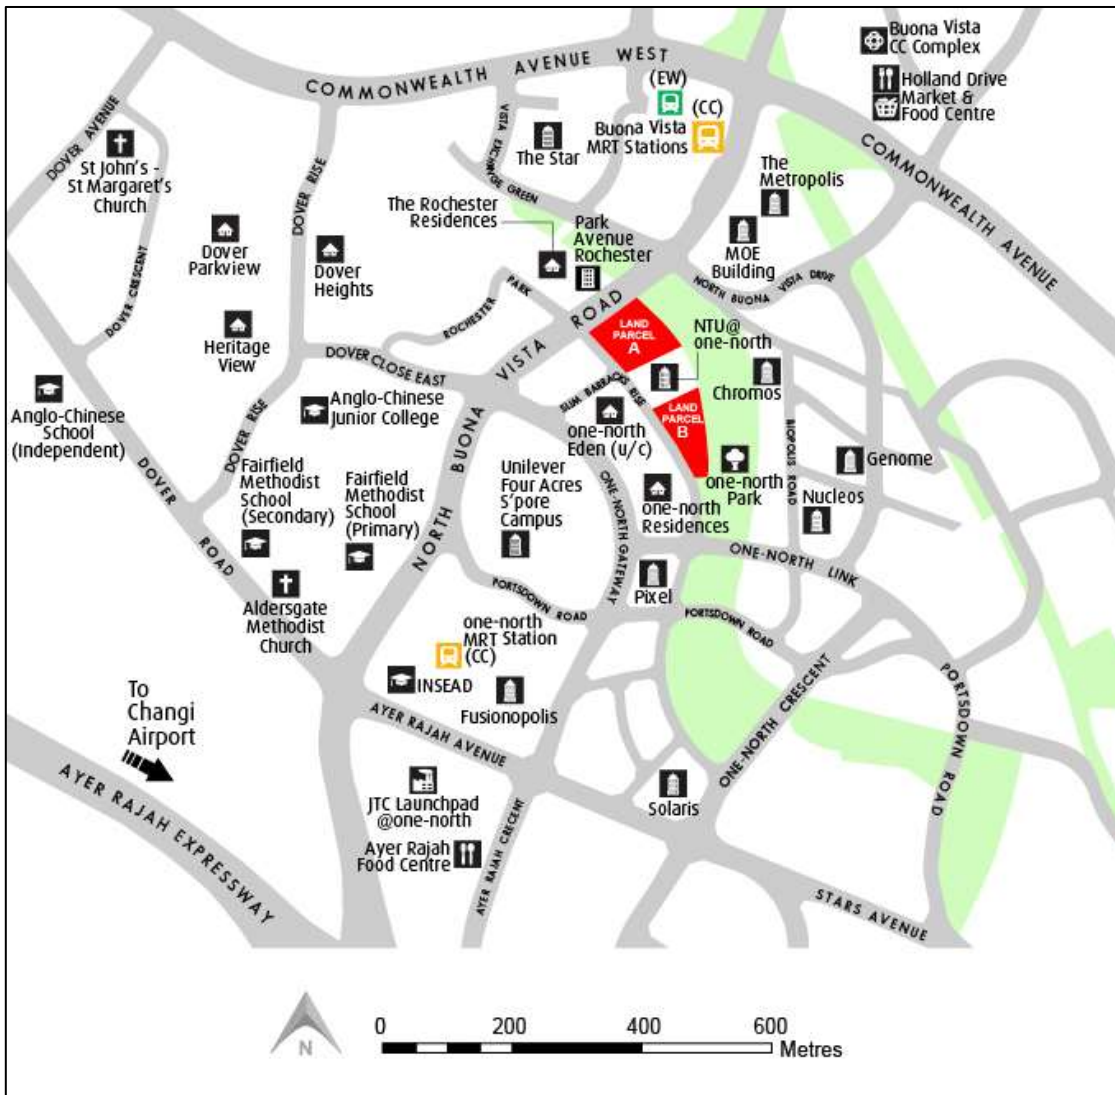 Buona Vista
CC Complex
Holland Drive
Market &
Food Centre
COMMONWEALTH AVENUE WEST
(EW)
(CC)
Buona Vista
MRT Stations
The Star
VISTA EXCHANGE GREEN
DOVER AVENUE
St John's -
St Margaret's
Church
DOVER RISE
COMMONWEALTH AVENUE
The
Metropolis
MOE
Building
The Rochester
Residences
Park
Avenue
Rochester
Dover
Parkview
Dover
Heights
DOVER CRESCENT
ROCHESTER PARK
NORTH BUONA VISTA DRIVE
LAND
PARCEL
A
NTU@
one-north
Heritage
View
DOVER CLOSE EAST
NORTH BUONA VISTA ROAD
SLIM BARRACKS RISE
Chromos
Anglo-Chinese
School
(Independent)
Anglo-Chinese
Junior College
DOVER RISE
LAND
PARCEL
B
one-north
Eden (u/c)
BIOPOLIS ROAD
Genome
DOVER ROAD
Fairfield
Methodist
School
(Secondary)
Fairfield
Methodist
School
(Primary)
Unilever
Four Acres
S'pore
Campus
ONE-NORTH GATEWAY
one-north
Residences
one-north
Park
Nucleos
ONE-NORTH LINK
Pixel
PORTSDOWN ROAD
PORTSDOWN ROAD
Aldersgate
Methodist
Church
one-north
MRT Station
(CC)
INSEAD
Fusionopolis
ONE-NORTH CRESCENT
PORTSDOWN ROAD
To
Changi
Airport
AYER RAJAH AVENUE
AYER RAJAH EXPRESSWAY
JTC Launchpad
@one-north
Solaris
Ayer Rajah
Food Centre
AYER RAJAH CRECENT
STARS AVENUE
N
0 200 400 600
Metres